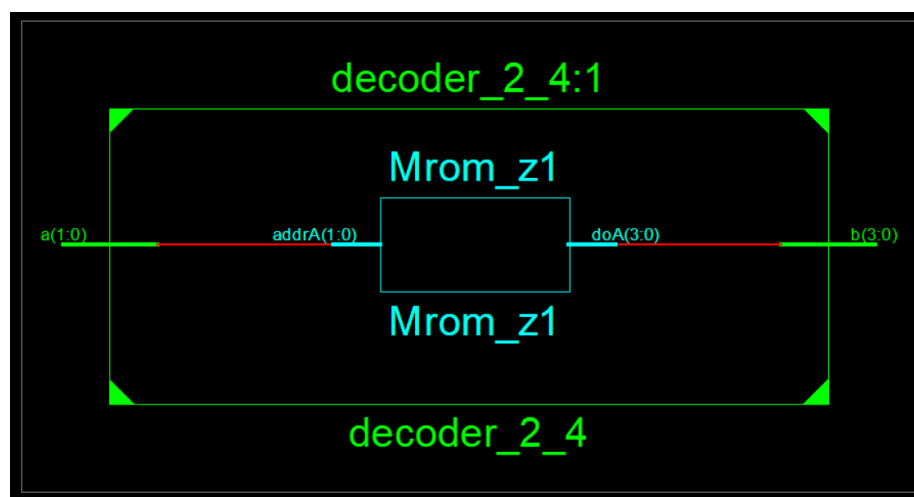 decoder_2_4:1
Mrom_z1
a(1:0)
addrA(1:0)
doA(3:0)
b(3:0)
Mrom_z1
decoder_2_4